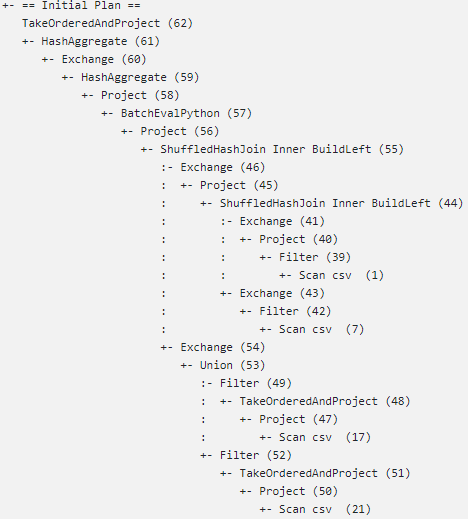 +- == Initial Plan ==
TakeOrderedAndProject (62)
+- HashAggregate (61)
+- Exchange (60)
+- HashAggregate (59)
+- Project (58)
+- BatchEvalPython (57)
+- Project (56)
+- ShuffledHashJoin Inner BuildLeft (55)
:- Exchange (46)
:  +- Project (45)
:     +- ShuffledHashJoin Inner BuildLeft (44)
:        :- Exchange (41)
:        :  +- Project (40)
:        :     +- Filter (39)
:        :        +- Scan csv  (1)
:        +- Exchange (43)
:           +- Filter (42)
:              +- Scan csv  (7)
+- Exchange (54)
+- Union (53)
:- Filter (49)
:  +- TakeOrderedAndProject (48)
:     +- Project (47)
:        +- Scan csv  (17)
+- Filter (52)
+- TakeOrderedAndProject (51)
+- Project (50)
+- Scan csv  (21)